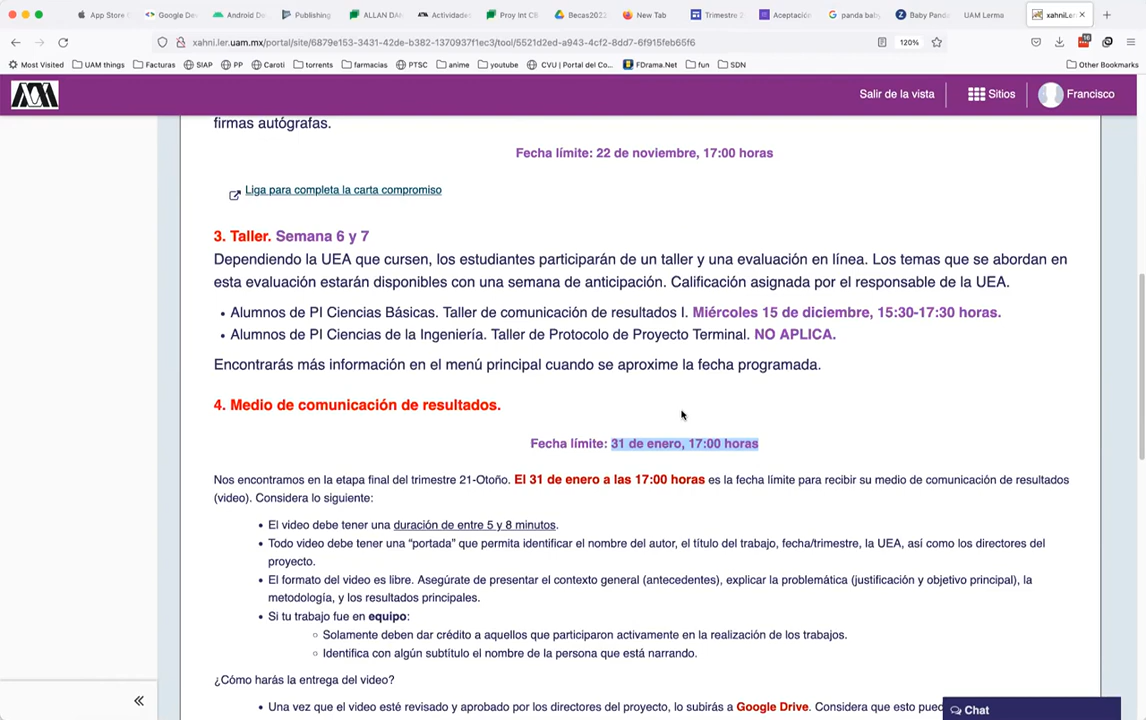 App Store
Google De
Android De
Publishing
ALLAN DAN
Actividades
Proy Int CB
Becas2022
New Tab
Trimestre 2
Aceptación
panda baby
Baby Panda
UAM Lerma
xahniLer
xahni.ler.uam.mx/portal/site/6879e153-3431-42de-b382-1370937f1ec3/tool/5521d2ed-a943-4cf2-8dd7-6f915feb65f6
120%
Most Visited
UAM things
Facturas
SIAP
PP
Caroti
torrents
farmacias
PTSC
anime
youtube
CVU | Portal del Co...
FDrama.Net
fun
SDN
Other Bookmarks
Salir de la vista
Sitios
Francisco
firmas autógrafas.
Fecha límite: 22 de noviembre, 17:00 horas
Liga para completa la carta compromiso
3. Taller. Semana 6 y 7
Dependiendo la UEA que cursen, los estudiantes participarán de un taller y una evaluación en línea. Los temas que se abordan en
esta evaluación estarán disponibles con una semana de anticipación. Calificación asignada por el responsable de la UEA.
• Alumnos de PI Ciencias Básicas. Taller de comunicación de resultados I. Miércoles 15 de diciembre, 15:30-17:30 horas.
• Alumnos de PI Ciencias de la Ingeniería. Taller de Protocolo de Proyecto Terminal. NO APLICA.
Encontrarás más información en el menú principal cuando se aproxime la fecha programada.
4. Medio de comunicación de resultados.
Fecha límite: 31 de enero, 17:00 horas
Nos encontramos en la etapa final del trimestre 21-Otoño. El 31 de enero a las 17:00 horas es la fecha límite para recibir su medio de comunicación de resultados
(video). Considera lo siguiente:
• El video debe tener una duración de entre 5 y 8 minutos.
• Todo video debe tener una “portada” que permita identificar el nombre del autor, el título del trabajo, fecha/trimestre, la UEA, así como los directores del
proyecto.
• El formato del video es libre. Asegúrate de presentar el contexto general (antecedentes), explicar la problemática (justificación y objetivo principal), la
metodología, y los resultados principales.
• Si tu trabajo fue en equipo:
○ Solamente deben dar crédito a aquellos que participaron activamente en la realización de los trabajos.
○ Identifica con algún subtítulo el nombre de la persona que está narrando.
¿Cómo harás la entrega del video?
• Una vez que el video esté revisado y aprobado por los directores del proyecto, lo subirás a Google Drive. Considera que esto pued
Chat